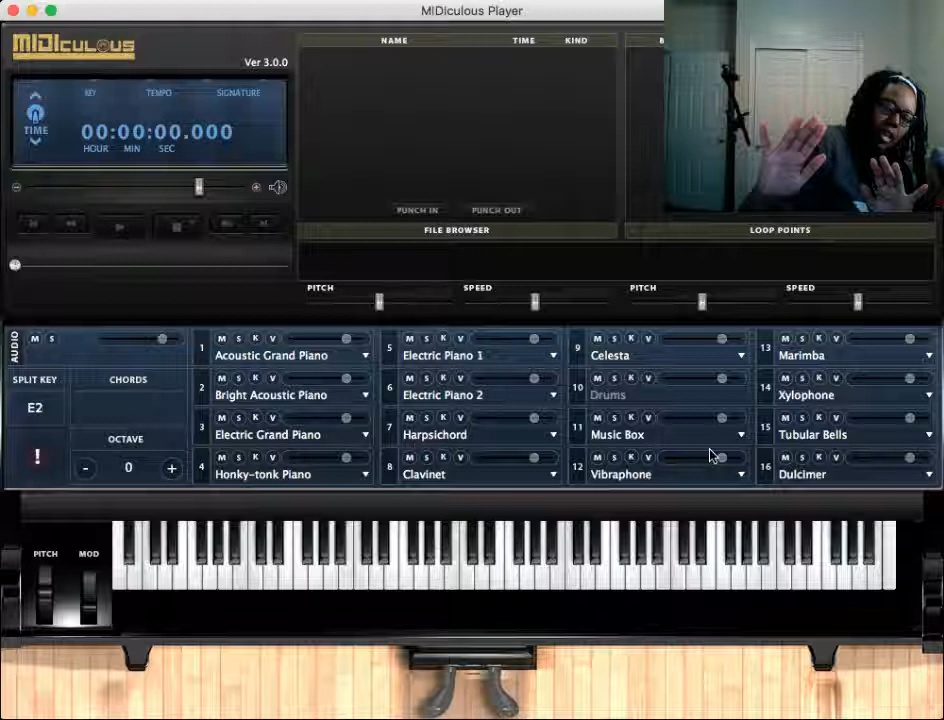 MIDIculous Player
MIDIculous
Ver 3.0.0
NAME TIME KIND
KEY TEMPO SIGNATURE
TIME
00:00:00.000
HOUR MIN SEC
PUNCH IN PUNCH OUT
FILE BROWSER LOOP POINTS
PITCH SPEED PITCH SPEED
AUDIO M S
1 M S K V Acoustic Grand Piano
5 M S K V Electric Piano 1
9 M S K V Celesta
13 M S K V Marimba
SPLIT KEY CHORDS
E2
2 M S K V Bright Acoustic Piano
6 M S K V Electric Piano 2
10 M S K V Drums
14 M S K V Xylophone
3 M S K V Electric Grand Piano
7 M S K V Harpsichord
11 M S K V Music Box
15 M S K V Tubular Bells
OCTAVE
! - 0 +
4 M S K V Honky-tonk Piano
8 M S K V Clavinet
12 M S K V Vibraphone
16 M S K V Dulcimer
PITCH MOD